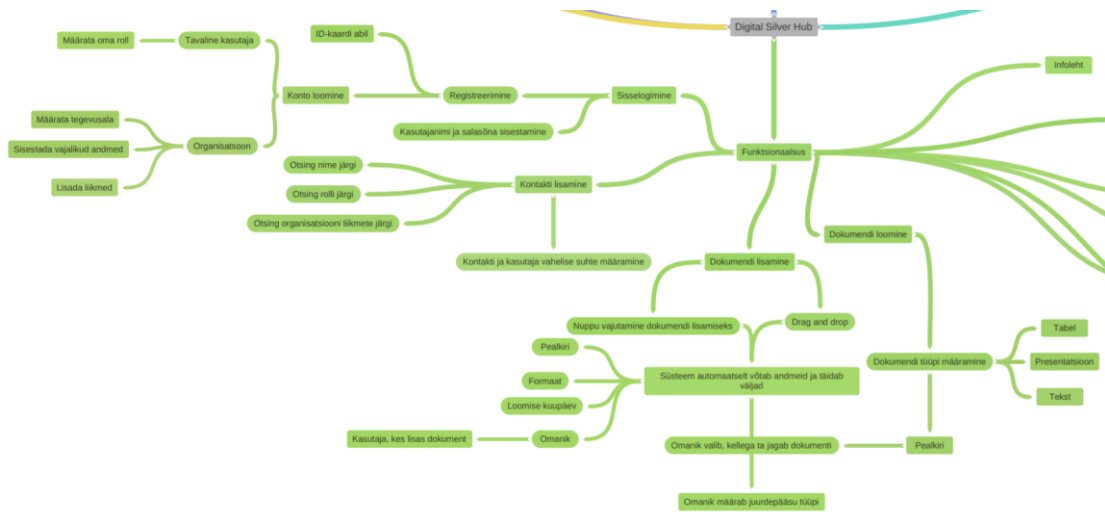 Digital Silver Hub
Määrata oma roll
Tavaline kasutaja
ID-kaardi abil
Infoleht
Konto loomine
Registreerimine
Sisselogimine
Määrata tegevusala
Kasutajanimi ja salasõna sisestamine
Sisestada vajalikud andmed
Organisatsoon
Funktsionaalsus
Otsing nime järgi
Lisada liikmed
Kontakti lisamine
Otsing rolli järgi
Otsing organisatsiooni liikmete järgi
Dokumendi loomine
Kontakti ja kasutaja vahelise suhte määramine
Dokumendi lisamine
Nuppu vajutamine dokumendi lisamiseks
Drag and drop
Tabel
Pealkiri
Dokumendi tüüpi määramine
Presentatsioon
Formaat
Süsteem automaatselt võtab andmeid ja täidab
väljad
Tekst
Loomise kuupäev
Kasutaja, kes lisas dokument
Omanik
Omanik valib, kellega ta jagab dokumenti
Pealkiri
Omanik määrab juurdepääsu tüüpi